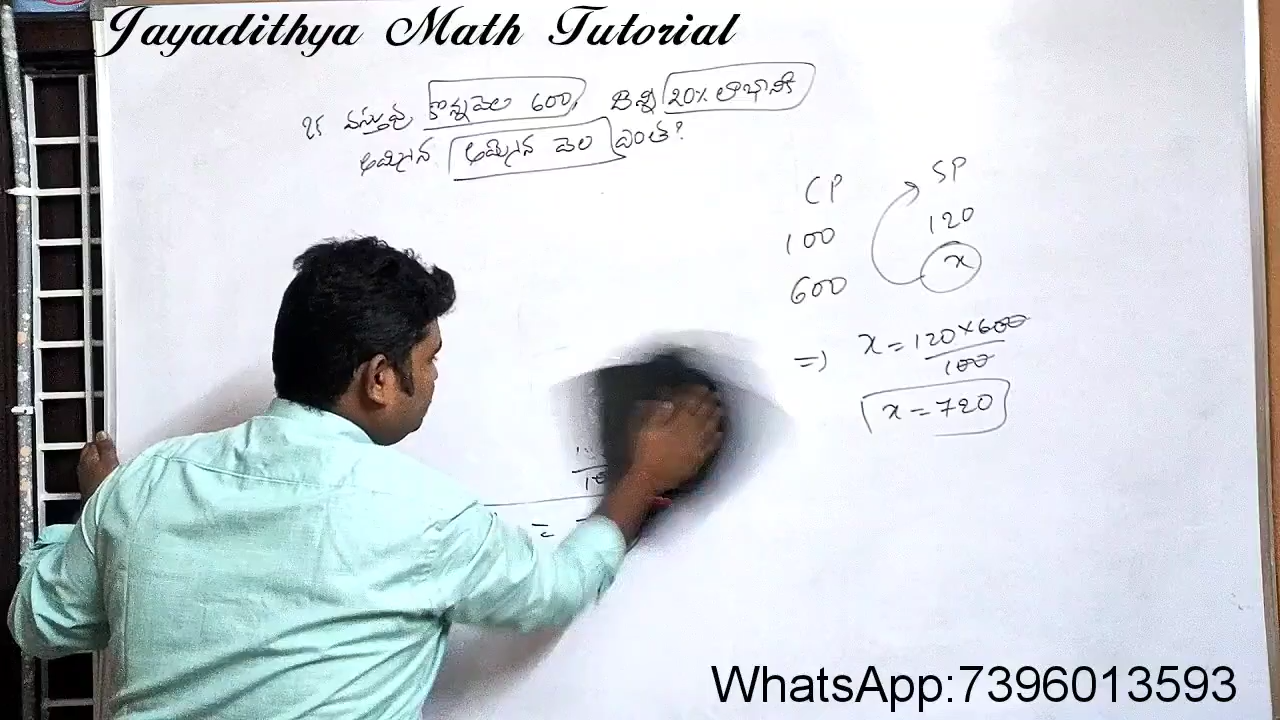 Jayadithya Math Tutorial
ఒక వస్తువు కొన్నవెల 600, దీన్ని 20% లాభానికి
అమ్మిన అమ్మిన వెల ఎంత?
CP SP
100 120
600 x
=) x = 120 × 600
100
x = 720
=
WhatsApp:7396013593